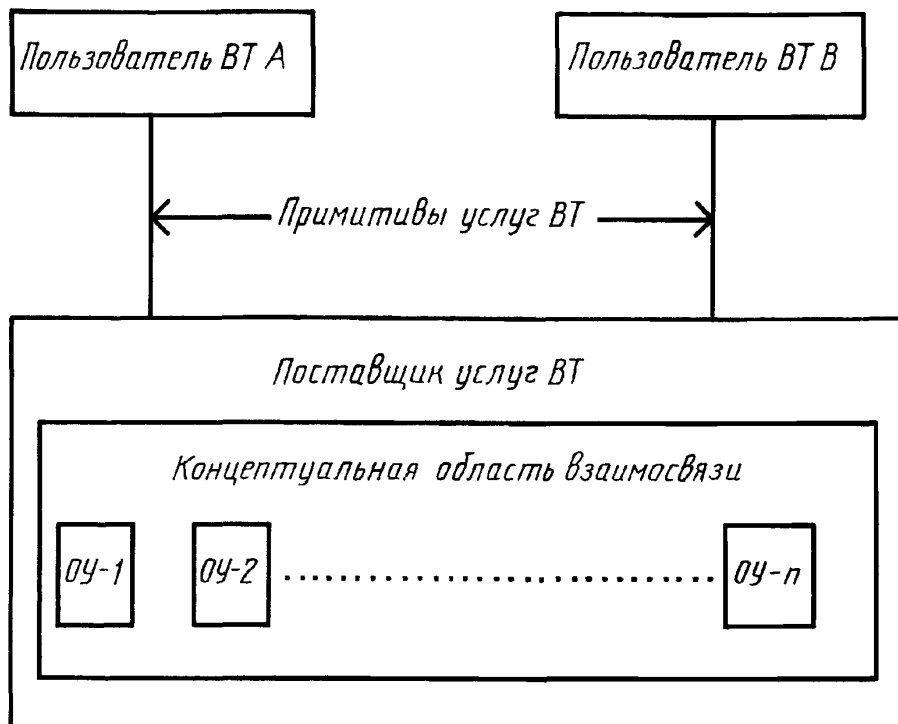 Пользователь ВТ А
Пользователь ВТ В
Примитивы услуг ВТ
Поставщик услуг ВТ
Концептуальная область взаимосвязи
ОУ-1
ОУ-2
ОУ-п